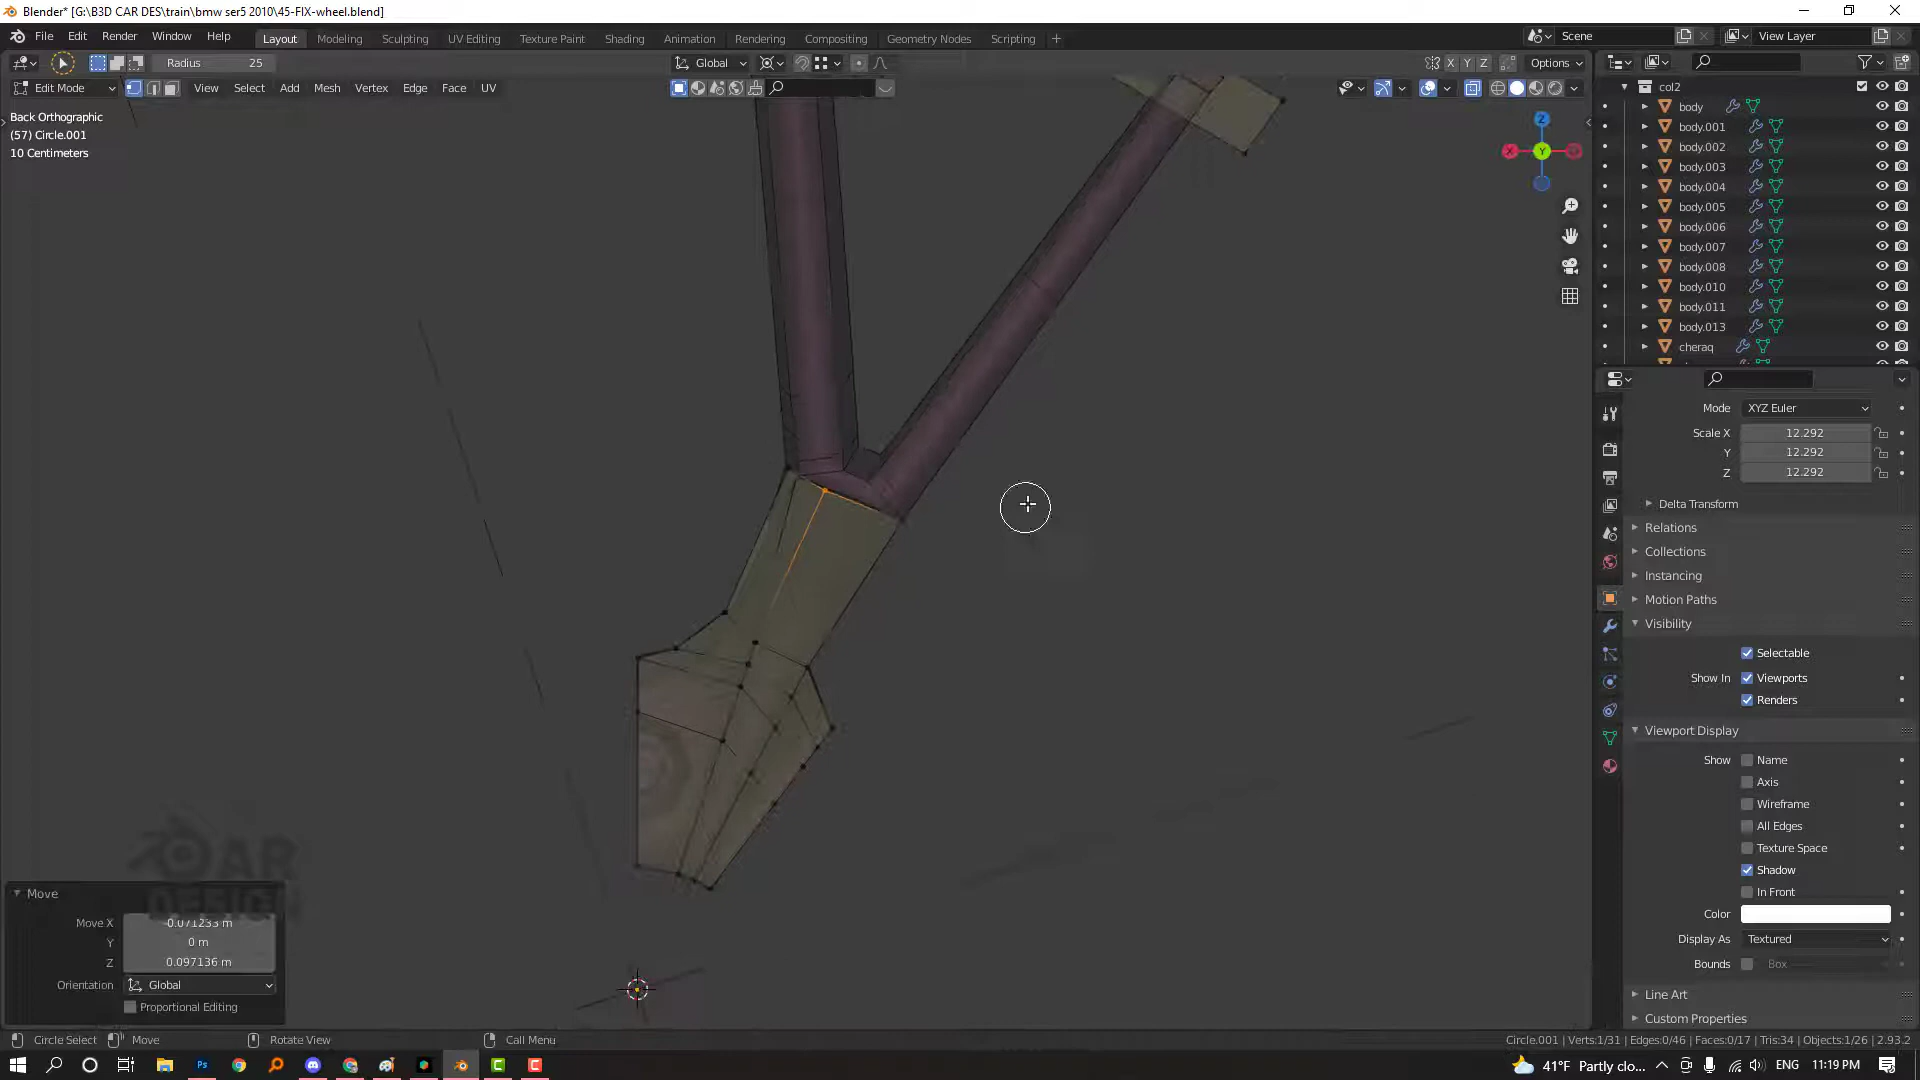 Blender* [G:\B3D CAR DES\train\bmw ser5 2010\45-FIX-wheel.blend]
File Edit Render Window Help Layout Modeling Sculpting UV Editing Texture Paint Shading Animation Rendering Compositing Geometry Nodes Scripting Scene View Layer
Radius 25 Global X Y Z Options
Edit Mode View Select Add Mesh Vertex Edge Face UV
col2
body
body.001
body.002
body.003
body.004
body.005
body.006
body.007
body.008
body.010
body.011
body.013
cheraq
Back Orthographic
(57) Circle.001
10 Centimeters
Z
X Y
Mode XYZ Euler
Scale X 12.292
Y 12.292
Z 12.292
Delta Transform
Relations
Collections
Instancing
Motion Paths
Visibility
Selectable
Show In Viewports
Renders
Viewport Display
Show Name
Axis
Wireframe
All Edges
Texture Space
Shadow
In Front
Color
Display As Textured
Bounds Box
Line Art
Custom Properties
AR
DESIGN
Move
Move X -0.071233 m
Y 0 m
Z 0.097136 m
Orientation Global
Proportional Editing
Circle Select Move Rotate View Call Menu Circle.001 | Verts:1/31 | Edges:0/46 | Faces:0/17 | Tris:34 | Objects:1/26 | 2.93.2
41°F Partly clo... ENG 11:19 PM